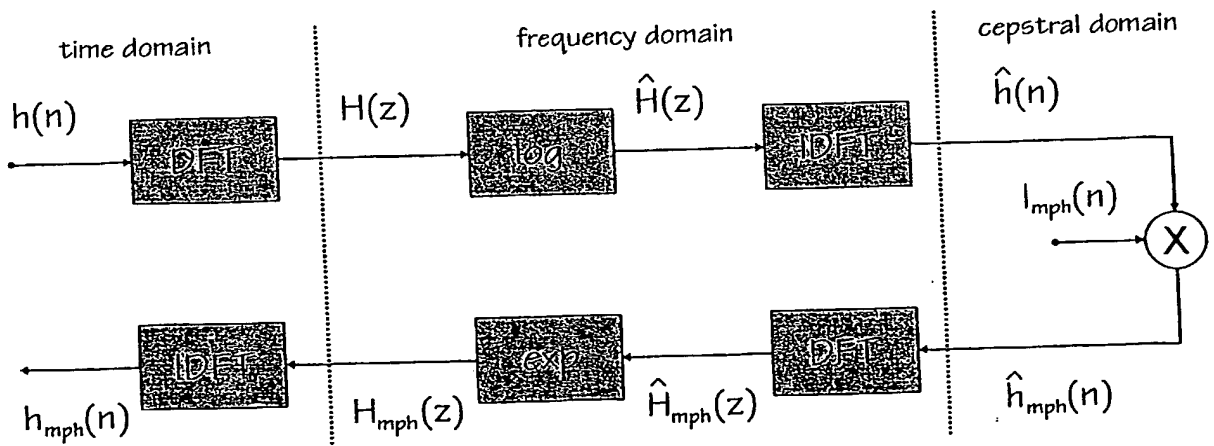 time domain
frequency domain
cepstral domain
h(n)
DFT
H(z)
log
Ĥ(z)
IDFT
ĥ(n)
l_mph(n)
X
h_mph(n)
IDFT
H_mph(z)
exp
Ĥ_mph(z)
DFT
ĥ_mph(n)